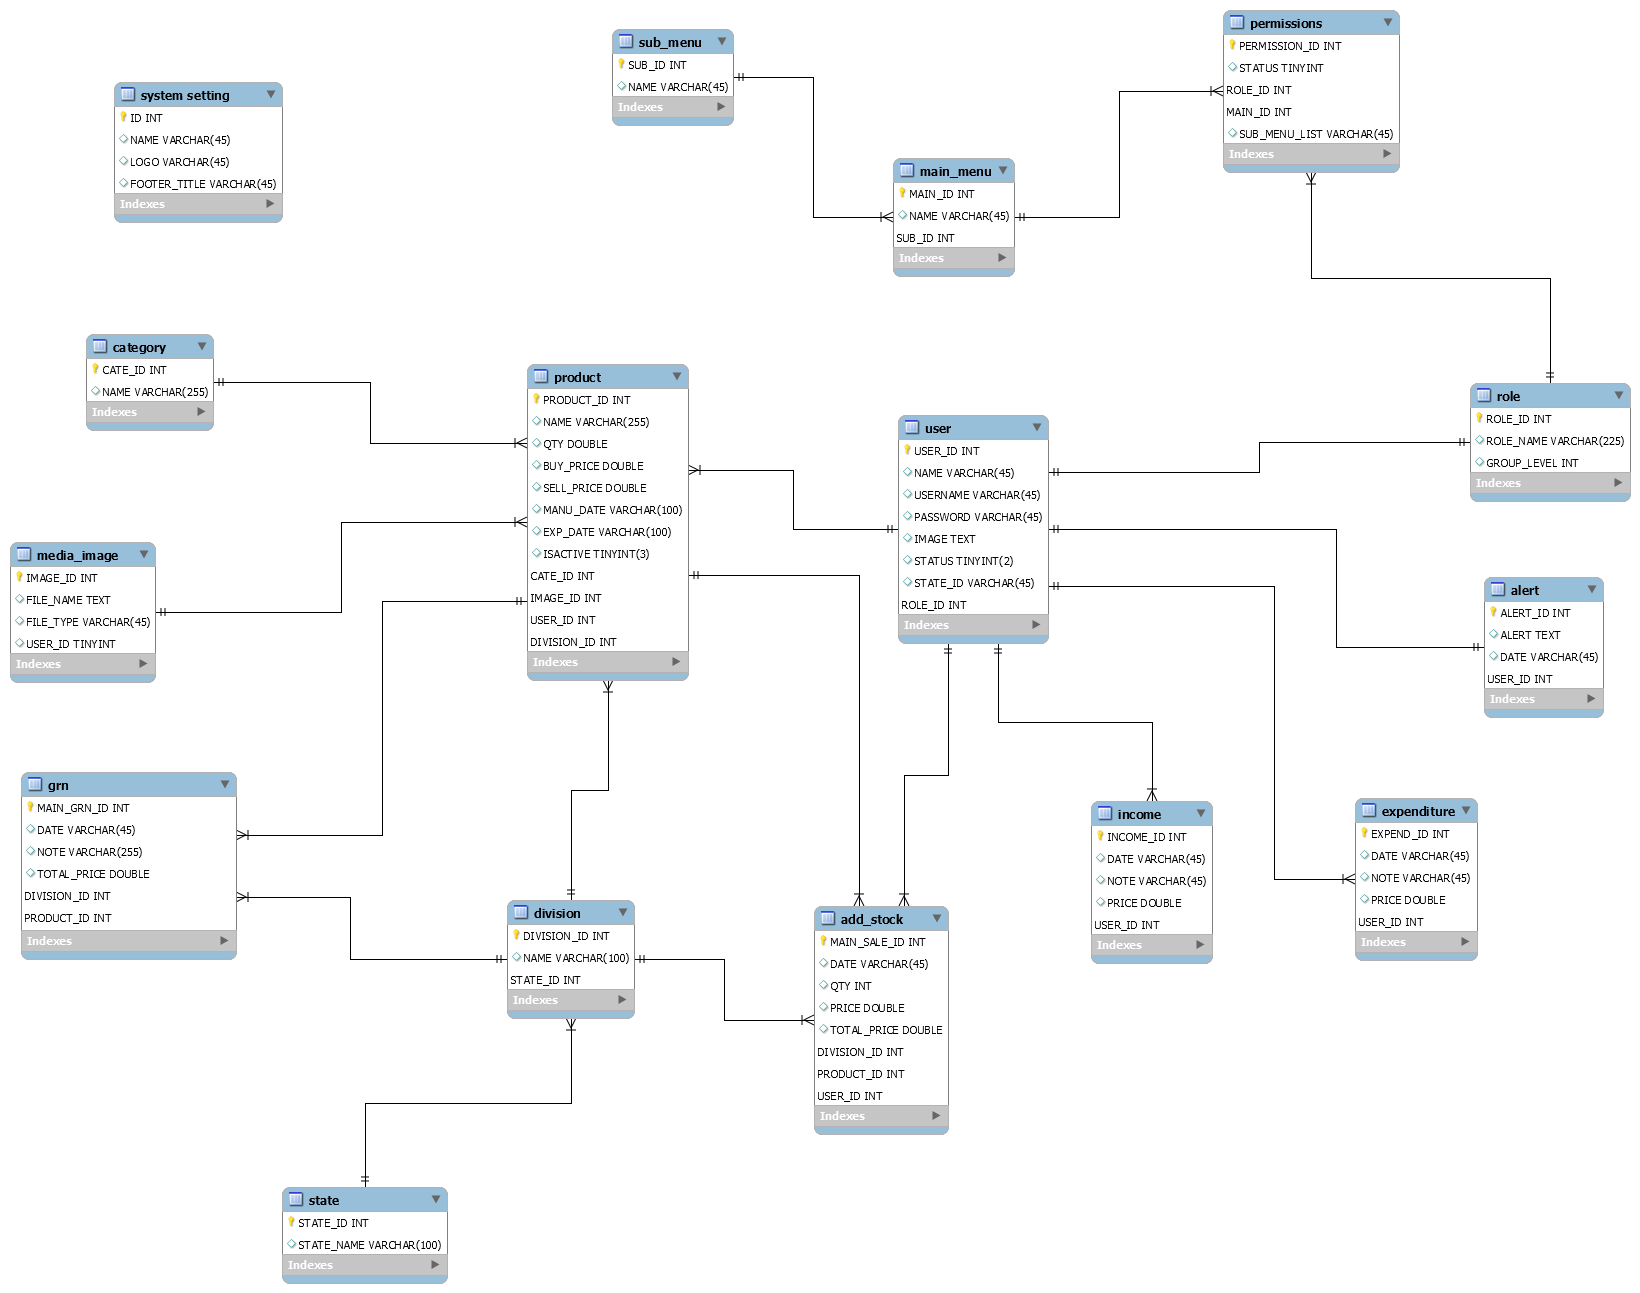 permissions
PERMISSION_ID INT
STATUS TINYINT
ROLE_ID INT
MAIN_ID INT
SUB_MENU_LIST VARCHAR(45)
Indexes
sub_menu
SUB_ID INT
NAME VARCHAR(45)
Indexes
system setting
ID INT
NAME VARCHAR(45)
LOGO VARCHAR(45)
FOOTER_TITLE VARCHAR(45)
Indexes
main_menu
MAIN_ID INT
NAME VARCHAR(45)
SUB_ID INT
Indexes
category
CATE_ID INT
NAME VARCHAR(255)
Indexes
product
PRODUCT_ID INT
NAME VARCHAR(255)
QTY DOUBLE
BUY_PRICE DOUBLE
SELL_PRICE DOUBLE
MANU_DATE VARCHAR(100)
EXP_DATE VARCHAR(100)
ISACTIVE TINYINT(3)
CATE_ID INT
IMAGE_ID INT
USER_ID INT
DIVISION_ID INT
Indexes
user
USER_ID INT
NAME VARCHAR(45)
USERNAME VARCHAR(45)
PASSWORD VARCHAR(45)
IMAGE TEXT
STATUS TINYINT(2)
STATE_ID VARCHAR(45)
ROLE_ID INT
Indexes
role
ROLE_ID INT
ROLE_NAME VARCHAR(225)
GROUP_LEVEL INT
Indexes
media_image
IMAGE_ID INT
FILE_NAME TEXT
FILE_TYPE VARCHAR(45)
USER_ID TINYINT
Indexes
alert
ALERT_ID INT
ALERT TEXT
DATE VARCHAR(45)
USER_ID INT
Indexes
grn
MAIN_GRN_ID INT
DATE VARCHAR(45)
NOTE VARCHAR(255)
TOTAL_PRICE DOUBLE
DIVISION_ID INT
PRODUCT_ID INT
Indexes
division
DIVISION_ID INT
NAME VARCHAR(100)
STATE_ID INT
Indexes
add_stock
MAIN_SALE_ID INT
DATE VARCHAR(45)
QTY INT
PRICE DOUBLE
TOTAL_PRICE DOUBLE
DIVISION_ID INT
PRODUCT_ID INT
USER_ID INT
Indexes
income
INCOME_ID INT
DATE VARCHAR(45)
NOTE VARCHAR(45)
PRICE DOUBLE
USER_ID INT
Indexes
expenditure
EXPEND_ID INT
DATE VARCHAR(45)
NOTE VARCHAR(45)
PRICE DOUBLE
USER_ID INT
Indexes
state
STATE_ID INT
STATE_NAME VARCHAR(100)
Indexes